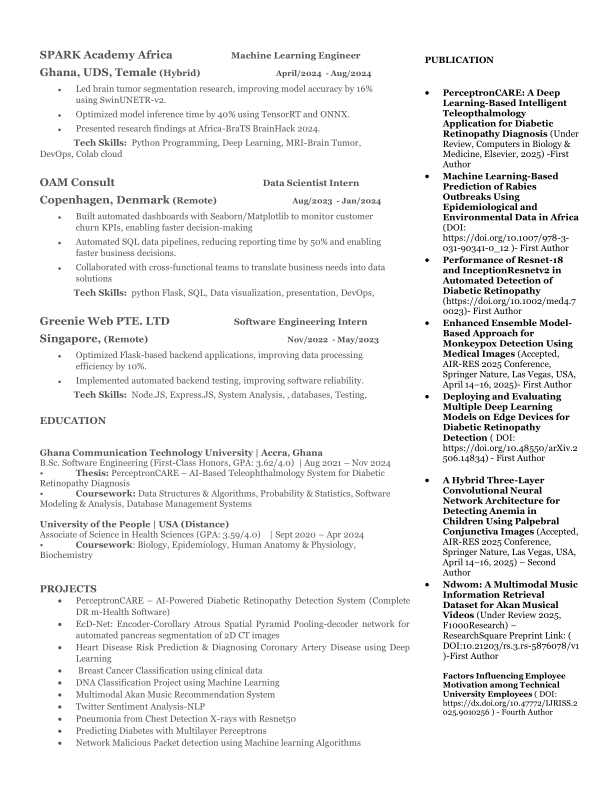 SPARK Academy Africa Machine Learning Engineer
Ghana, UDS, Temale (Hybrid) April/2024 - Aug/2024
• Led brain tumor segmentation research, improving model accuracy by 16%
using SwinUNETR-v2.
• Optimized model inference time by 40% using TensorRT and ONNX.
• Presented research findings at Africa-BraTS BrainHack 2024.
Tech Skills: Python Programming, Deep Learning, MRI-Brain Tumor,
DevOps, Colab cloud
OAM Consult Data Scientist Intern
Copenhagen, Denmark (Remote) Aug/2023 - Jan/2024
• Built automated dashboards with Seaborn/Matplotlib to monitor customer
churn KPIs, enabling faster decision-making
• Automated SQL data pipelines, reducing reporting time by 50% and enabling
faster business decisions.
• Collaborated with cross-functional teams to translate business needs into data
solutions
Tech Skills: python Flask, SQL, Data visualization, presentation, DevOps,
Greenie Web PTE. LTD Software Engineering Intern
Singapore, (Remote) Nov/2022 - May/2023
• Optimized Flask-based backend applications, improving data processing
efficiency by 10%.
• Implemented automated backend testing, improving software reliability.
Tech Skills: Node.JS, Express.JS, System Analysis, , databases, Testing,
EDUCATION
Ghana Communication Technology University | Accra, Ghana
B.Sc. Software Engineering (First-Class Honors, GPA: 3.62/4.0) | Aug 2021 – Nov 2024
• Thesis: PerceptronCARE – AI-Based Teleophthalmology System for Diabetic
Retinopathy Diagnosis
• Coursework: Data Structures & Algorithms, Probability & Statistics, Software
Modeling & Analysis, Database Management Systems
University of the People | USA (Distance)
Associate of Science in Health Sciences (GPA: 3.59/4.0) | Sept 2020 – Apr 2024
• Coursework: Biology, Epidemiology, Human Anatomy & Physiology,
Biochemistry
PROJECTS
• PerceptronCARE – AI-Powered Diabetic Retinopathy Detection System (Complete
DR m-Health Software)
• EcD-Net: Encoder-Corollary Atrous Spatial Pyramid Pooling-decoder network for
automated pancreas segmentation of 2D CT images
• Heart Disease Risk Prediction & Diagnosing Coronary Artery Disease using Deep
Learning
• Breast Cancer Classification using clinical data
• DNA Classification Project using Machine Learning
• Multimodal Akan Music Recommendation System
• Twitter Sentiment Analysis-NLP
• Pneumonia from Chest Detection X-rays with Resnet50
• Predicting Diabetes with Multilayer Perceptrons
• Network Malicious Packet detection using Machine learning Algorithms
PUBLICATION
• PerceptronCARE: A Deep
Learning-Based Intelligent
Teleopthalmology
Application for Diabetic
Retinopathy Diagnosis (Under
Review, Computers in Biology &
Medicine, Elsevier, 2025) -First
Author
• Machine Learning-Based
Prediction of Rabies
Outbreaks Using
Epidemiological and
Environmental Data in Africa
(DOI:
https://doi.org/10.1007/978-3-
031-90341-0_12 )- First Author
• Performance of Resnet-18
and InceptionResnetv2 in
Automated Detection of
Diabetic Retinopathy
(https://doi.org/10.1002/med4.7
0023)- First Author
• Enhanced Ensemble Model-
Based Approach for
Monkeypox Detection Using
Medical Images (Accepted,
AIR-RES 2025 Conference,
Springer Nature, Las Vegas, USA,
April 14–16, 2025)- First Author
• Deploying and Evaluating
Multiple Deep Learning
Models on Edge Devices for
Diabetic Retinopathy
Detection ( DOI:
https://doi.org/10.48550/arXiv.2
506.14834) - First Author
• A Hybrid Three-Layer
Convolutional Neural
Network Architecture for
Detecting Anemia in
Children Using Palpebral
Conjunctiva Images (Accepted,
AIR-RES 2025 Conference,
Springer Nature, Las Vegas, USA,
April 14–16, 2025) – Second
Author
• Ndwom: A Multimodal Music
Information Retrieval
Dataset for Akan Musical
Videos (Under Review 2025,
F1000Research) –
ResearchSquare Preprint Link: (
DOI:10.21203/rs.3.rs-5876078/v1
)-First Author
Factors Influencing Employee
Motivation among Technical
University Employees ( DOI:
https://dx.doi.org/10.47772/IJRISS.2
025.9010256 ) - Fourth Author